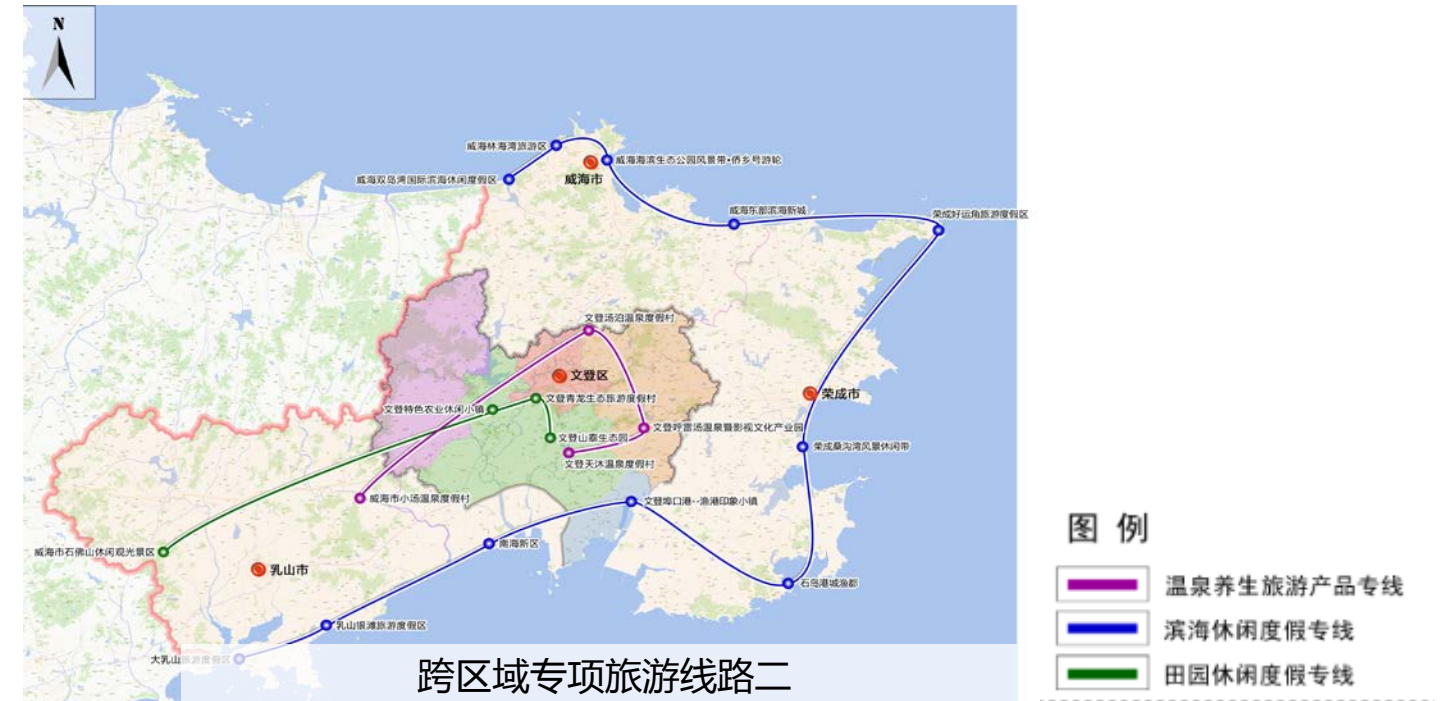 N
威海林海湾旅游区
威海海滨生态公园风景带•侨乡号游轮
威海市
威海双岛湾国际滨海休闲度假区
威海东部滨海新城
荣成好运角旅游度假区
文登汤泊温泉度假村
文登区
荣成市
文登青龙生态旅游度假村
文登特色农业休闲小镇
文登呼雷汤温泉暨影视文化产业园
文登山泰生态园
荣成桑沟湾风景休闲带
文登天沐温泉度假村
威海市小汤温泉度假村
文登埠口港--渔港印象小镇
南海新区
威海市石佛山休闲观光景区
乳山市
石岛港城渔都
乳山银滩旅游度假区
大乳山旅游度假区
跨区域专项旅游线路二
图 例
温泉养生旅游产品专线
滨海休闲度假专线
田园休闲度假专线